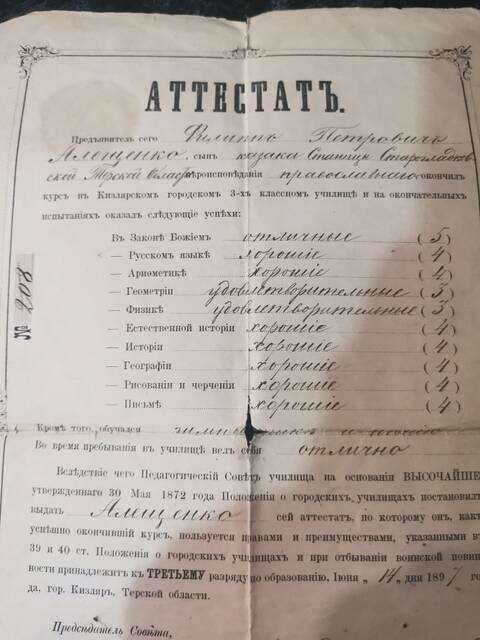 АТТЕСТАТЪ.
Предъявитель сего Филиппъ Петровичъ
Алещенко, сынъ казака Станицы Старогладков-
ской Терской Области вѣроисповѣданія православнаго окончилъ
курсъ въ Кизлярскомъ городскомъ 3-хъ классномъ училищѣ и на окончательныхъ
испытаніяхъ оказалъ слѣдующіе успѣхи:
Въ Законѣ Божіемъ отличные (5)
— Русскомъ языкѣ хорошіе (4)
— Ариѳметикѣ хорошіе (4)
— Геометріи удовлетворительные (3)
— Физикѣ удовлетворительные (3)
— Естественной исторіи хорошіе (4)
— Исторіи хорошіе (4)
— Географіи хорошіе (4)
— Рисованіи и черченіи хорошіе (4)
— Письмѣ хорошіе (4)
№ 208
Кромѣ того, обучался гимнастикѣ и пѣнію
Во время пребыванія въ училищѣ велъ себя отлично
Вслѣдствіе чего Педагогическій Совѣтъ училища на основаніи ВЫСОЧАЙШЕ
утвержденнаго 30 Мая 1872 года Положенія о городскихъ училищахъ постановилъ
выдать Алещенко сей аттестатъ, по которому онъ, какъ
успѣшно окончившій курсъ, пользуется правами и преимуществами, указанными въ
39 и 40 ст. Положенія о городскихъ училищахъ и при отбываніи воинской повин-
ности принадлежитъ къ ТРЕТЬЕМУ разряду по образованію. Іюня „ 14 „ дня 1897 го-
да, гор. Кизляръ, Терской области.
Предсѣдатель Совѣта,